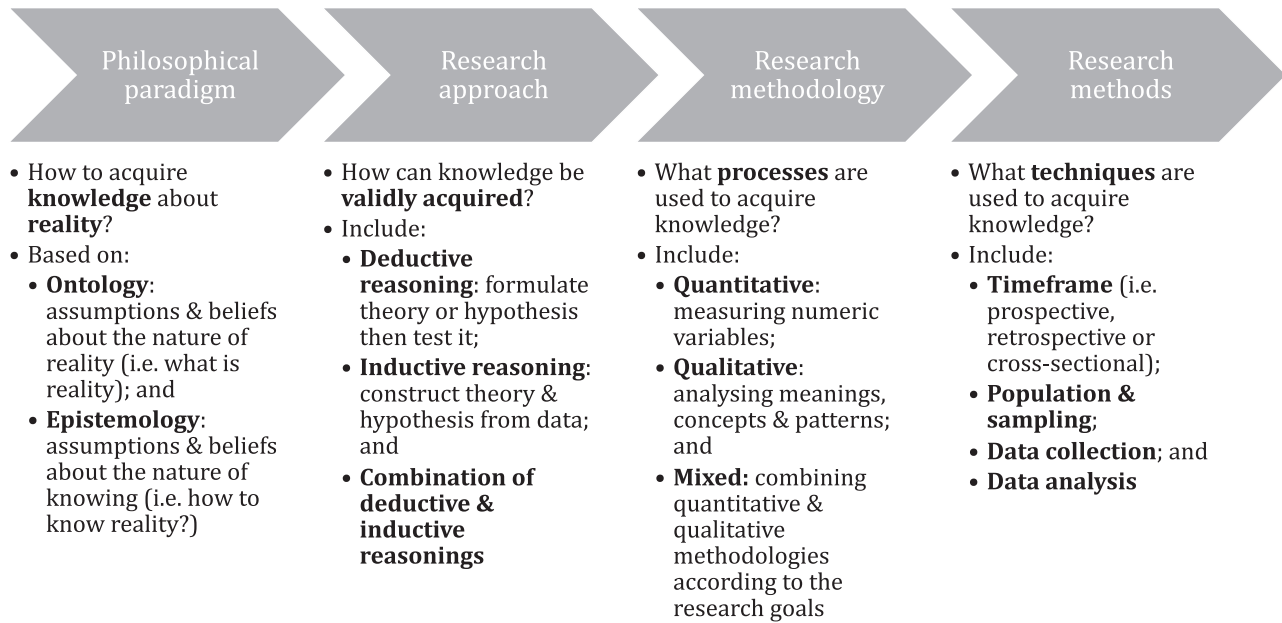 Philosophical
paradigm
• How to acquire
knowledge about
reality?
• Based on:
• Ontology:
assumptions & beliefs
about the nature of
reality (i.e. what is
reality); and
• Epistemology:
assumptions & beliefs
about the nature of
knowing (i.e. how to
know reality?)
Research
approach
• How can knowledge be
validly acquired?
• Include:
• Deductive
reasoning: formulate
theory or hypothesis
then test it;
• Inductive reasoning:
construct theory &
hypothesis from data;
and
• Combination of
deductive &
inductive
reasonings
Research
methodology
• What processes are
used to acquire
knowledge?
• Include:
• Quantitative:
measuring numeric
variables;
• Qualitative:
analysing meanings,
concepts & patterns;
and
• Mixed: combining
quantitative &
qualitative
methodologies
according to the
research goals
Research
methods
• What techniques are
used to acquire
knowledge?
• Include:
• Timeframe (i.e.
prospective,
retrospective or
cross-sectional);
• Population &
sampling;
• Data collection; and
• Data analysis